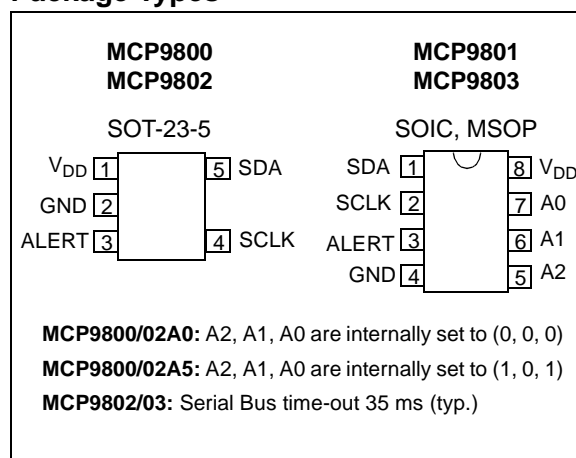 Package Types
MCP9800
MCP9802
SOT-23-5
VDD 1
GND 2
ALERT 3
5 SDA
4 SCLK
MCP9801
MCP9803
SOIC, MSOP
SDA 1
SCLK 2
ALERT 3
GND 4
8 VDD
7 A0
6 A1
5 A2
MCP9800/02A0: A2, A1, A0 are internally set to (0, 0, 0)
MCP9800/02A5: A2, A1, A0 are internally set to (1, 0, 1)
MCP9802/03: Serial Bus time-out 35 ms (typ.)